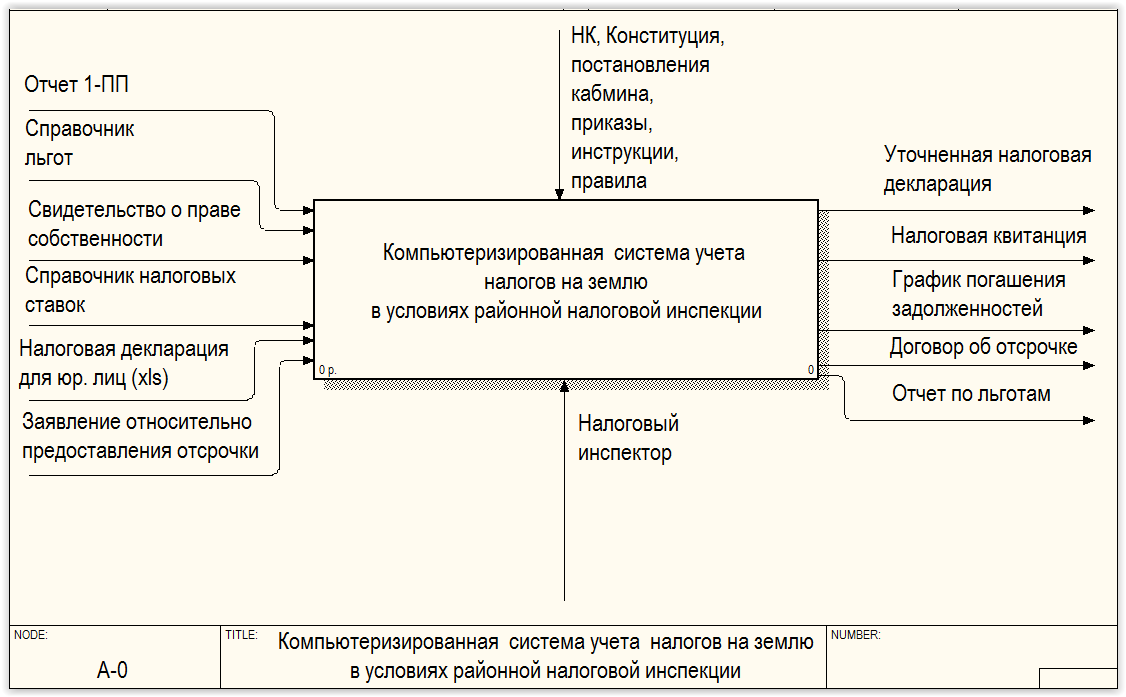 НК, Конституция,
постановления
кабмина,
приказы,
инструкции,
правила
Отчет 1-ПП
Справочник
льгот
Свидетельство о праве
собственности
Справочник налоговых
ставок
Налоговая декларация
для юр. лиц (xls)
Заявление относительно
предоставления отсрочки
Компьютеризированная система учета
налогов на землю
в условиях районной налоговой инспекции
0 р.
0
Уточненная налоговая
декларация
Налоговая квитанция
График погашения
задолженностей
Договор об отсрочке
Отчет по льготам
Налоговый
инспектор
NODE:
А-0
TITLE:
Компьютеризированная система учета налогов на землю
в условиях районной налоговой инспекции
NUMBER: